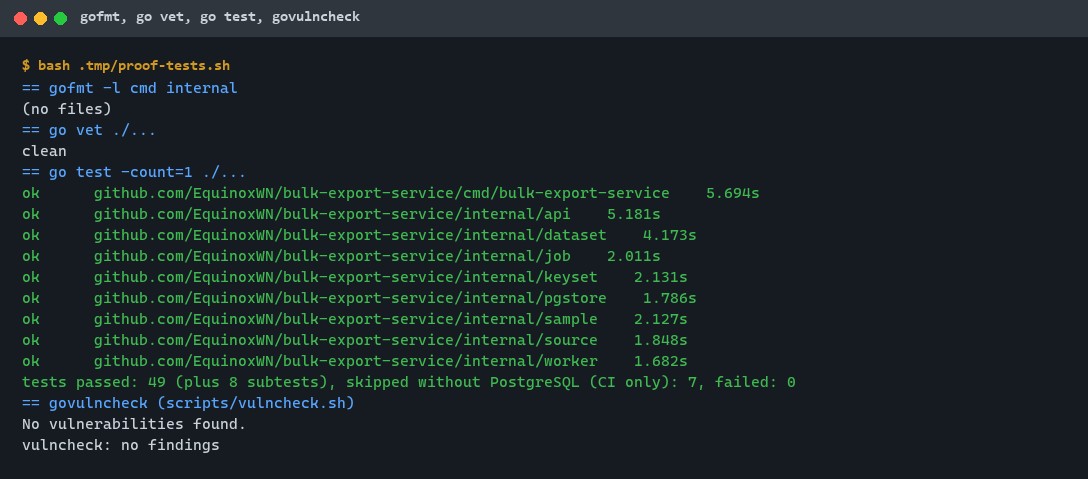 gofmt, go vet, go test, govulncheck
$ bash .tmp/proof-tests.sh
== gofmt -l cmd internal
(no files)
== go vet ./...
clean
== go test -count=1 ./...
ok      github.com/EquinoxWN/bulk-export-service/cmd/bulk-export-service    5.694s
ok      github.com/EquinoxWN/bulk-export-service/internal/api    5.181s
ok      github.com/EquinoxWN/bulk-export-service/internal/dataset    4.173s
ok      github.com/EquinoxWN/bulk-export-service/internal/job    2.011s
ok      github.com/EquinoxWN/bulk-export-service/internal/keyset    2.131s
ok      github.com/EquinoxWN/bulk-export-service/internal/pgstore    1.786s
ok      github.com/EquinoxWN/bulk-export-service/internal/sample    2.127s
ok      github.com/EquinoxWN/bulk-export-service/internal/source    1.848s
ok      github.com/EquinoxWN/bulk-export-service/internal/worker    1.682s
tests passed: 49 (plus 8 subtests), skipped without PostgreSQL (CI only): 7, failed: 0
== govulncheck (scripts/vulncheck.sh)
No vulnerabilities found.
vulncheck: no findings